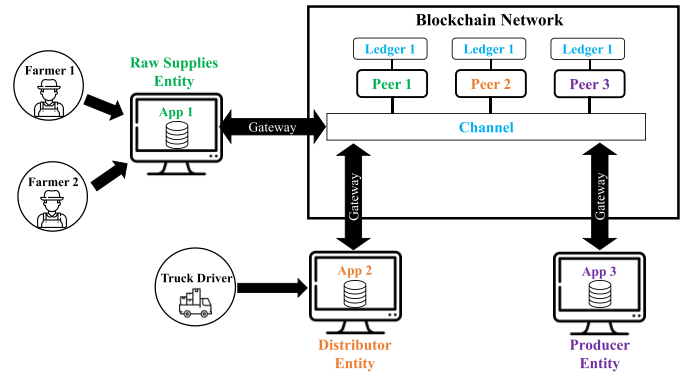 Blockchain Network
Ledger 1
Ledger 1
Ledger 1
Peer 1
Peer 2
Peer 3
Channel
Raw Supplies
Entity
Farmer 1
App 1
Gateway
Farmer 2
Gateway
Gateway
Truck Driver
App 2
App 3
Distributor
Entity
Producer
Entity